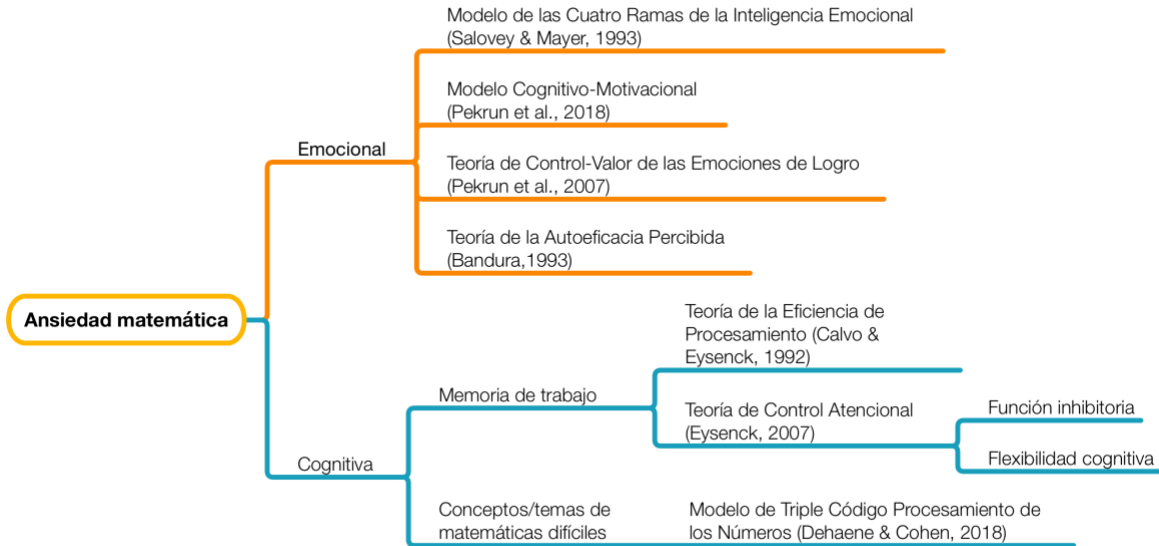 Modelo de las Cuatro Ramas de la Inteligencia Emocional
(Salovey & Mayer, 1993)
Modelo Cognitivo-Motivacional
(Pekrun et al., 2018)
Emocional
Teoría de Control-Valor de las Emociones de Logro
(Pekrun et al., 2007)
Teoría de la Autoeficacia Percibida
(Bandura,1993)
Ansiedad matemática
Teoría de la Eficiencia de
Procesamiento (Calvo &
Eysenck, 1992)
Memoria de trabajo
Teoría de Control Atencional
(Eysenck, 2007)
Función inhibitoria
Flexibilidad cognitiva
Cognitiva
Conceptos/temas de
matemáticas difíciles
Modelo de Triple Código Procesamiento de
los Números (Dehaene & Cohen, 2018)